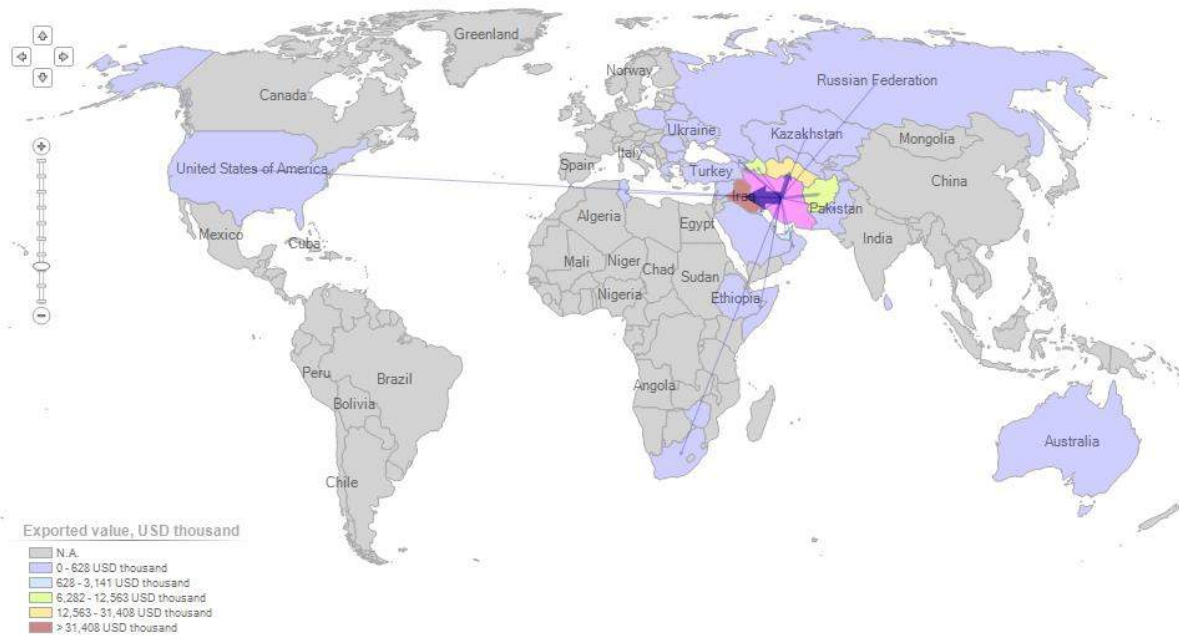 Greenland
Norway
Russian Federation
Canada
Ukraine
Kazakhstan
Mongolia
Spain
Italy
Turkey
United States of America
China
Iraq
Pakistan
Algeria
Egypt
Mexico
Cuba
India
Mali
Niger
Chad
Sudan
Nigeria
Ethiopia
Peru
Brazil
Angola
Bolivia
Australia
Chile
Exported value, USD thousand
N.A.
0 - 628 USD thousand
628 - 3,141 USD thousand
6,282 - 12,563 USD thousand
12,563 - 31,408 USD thousand
> 31,408 USD thousand